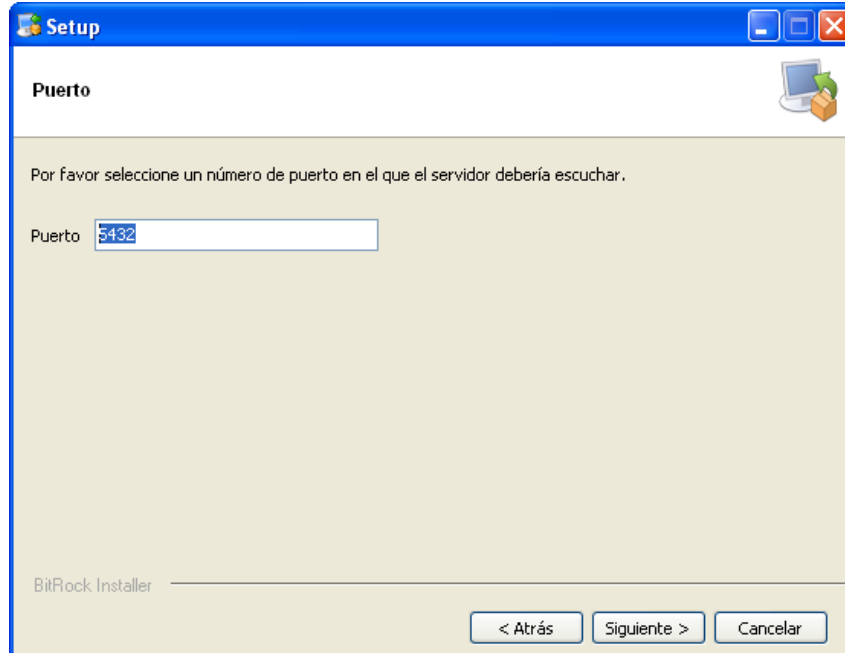 Setup
Puerto
Por favor seleccione un número de puerto en el que el servidor debería escuchar.
Puerto 5432
BitRock Installer
< Atrás Siguiente > Cancelar